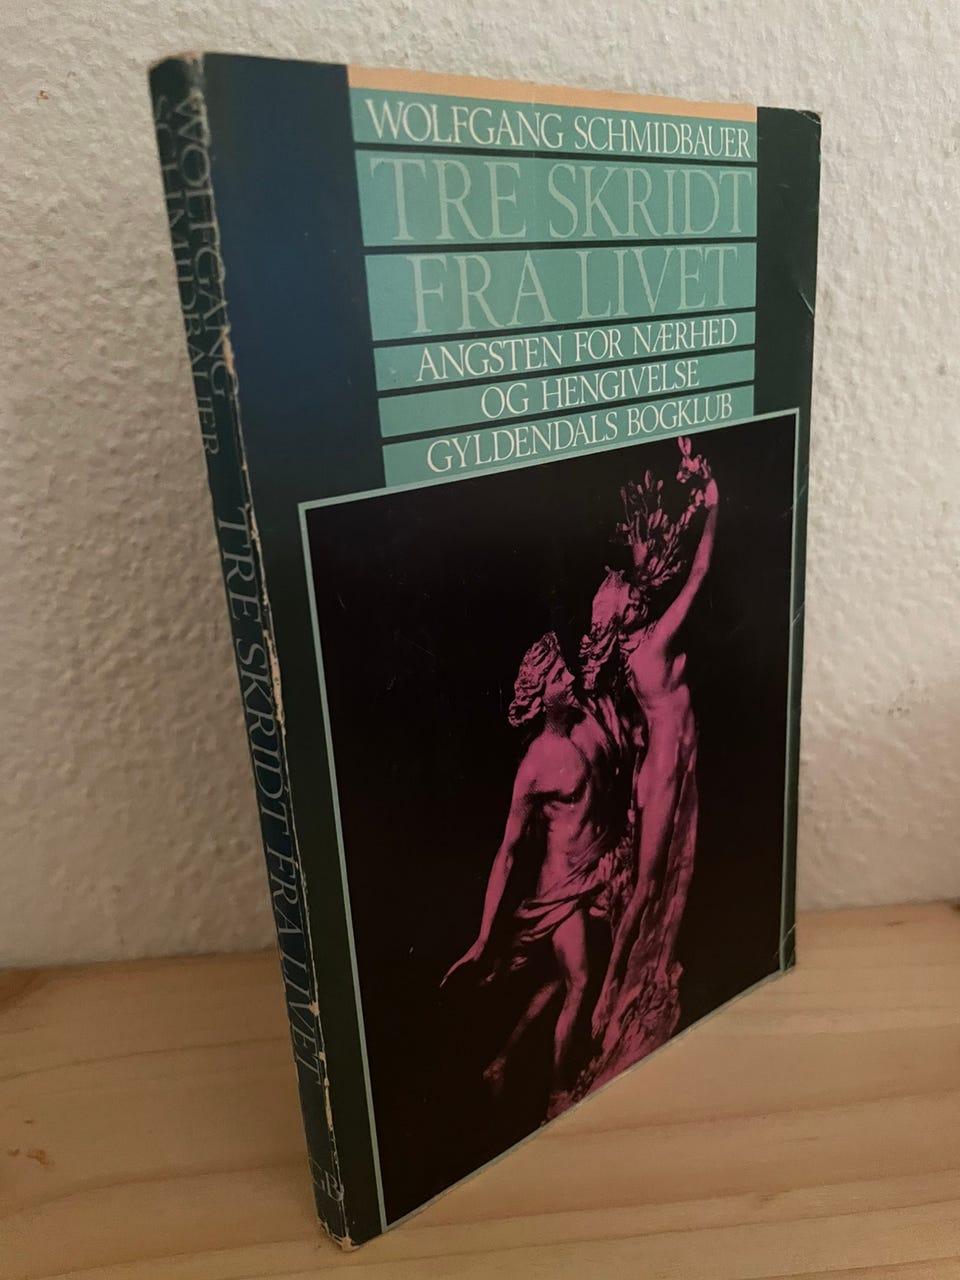 WOLFGANG SCHMIDBAUER
TRE SKRIDT
FRA LIVET
ANGSTEN FOR NÆRHED
OG HENGIVELSE
GYLDENDALS BOGKLUB
WOLFGANG
SCHMIDBAUER
TRE SKRIDT FRA LIVET